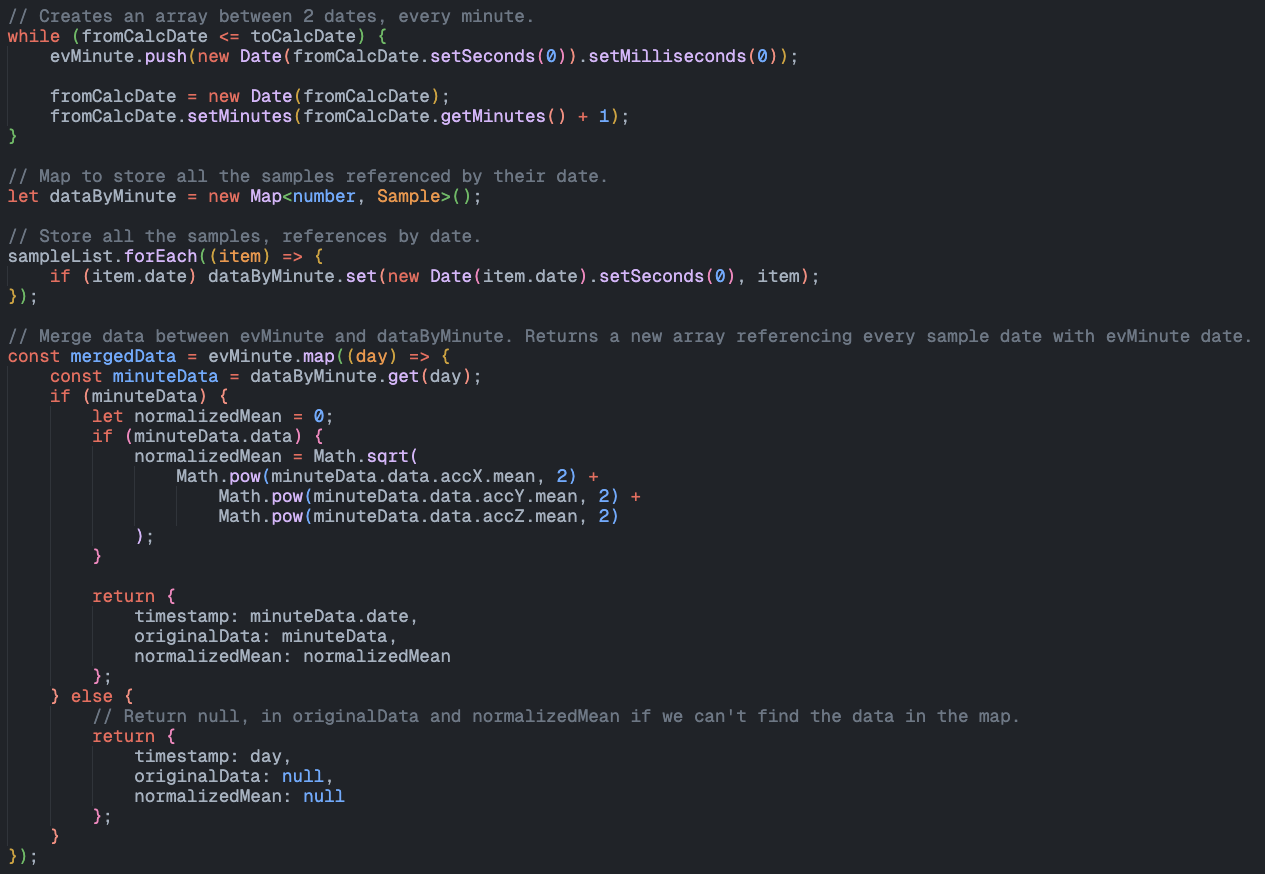 // Creates an array between 2 dates, every minute.
while (fromCalcDate <= toCalcDate) {
    evMinute.push(new Date(fromCalcDate.setSeconds(0)).setMilliseconds(0));

    fromCalcDate = new Date(fromCalcDate);
    fromCalcDate.setMinutes(fromCalcDate.getMinutes() + 1);
}

// Map to store all the samples referenced by their date.
let dataByMinute = new Map<number, Sample>();

// Store all the samples, references by date.
sampleList.forEach((item) => {
    if (item.date) dataByMinute.set(new Date(item.date).setSeconds(0), item);
});

// Merge data between evMinute and dataByMinute. Returns a new array referencing every sample date with evMinute date.
const mergedData = evMinute.map((day) => {
    const minuteData = dataByMinute.get(day);
    if (minuteData) {
        let normalizedMean = 0;
        if (minuteData.data) {
            normalizedMean = Math.sqrt(
                Math.pow(minuteData.data.accX.mean, 2) +
                    Math.pow(minuteData.data.accY.mean, 2) +
                    Math.pow(minuteData.data.accZ.mean, 2)
            );
        }

        return {
            timestamp: minuteData.date,
            originalData: minuteData,
            normalizedMean: normalizedMean
        };
    } else {
        // Return null, in originalData and normalizedMean if we can't find the data in the map.
        return {
            timestamp: day,
            originalData: null,
            normalizedMean: null
        };
    }
});